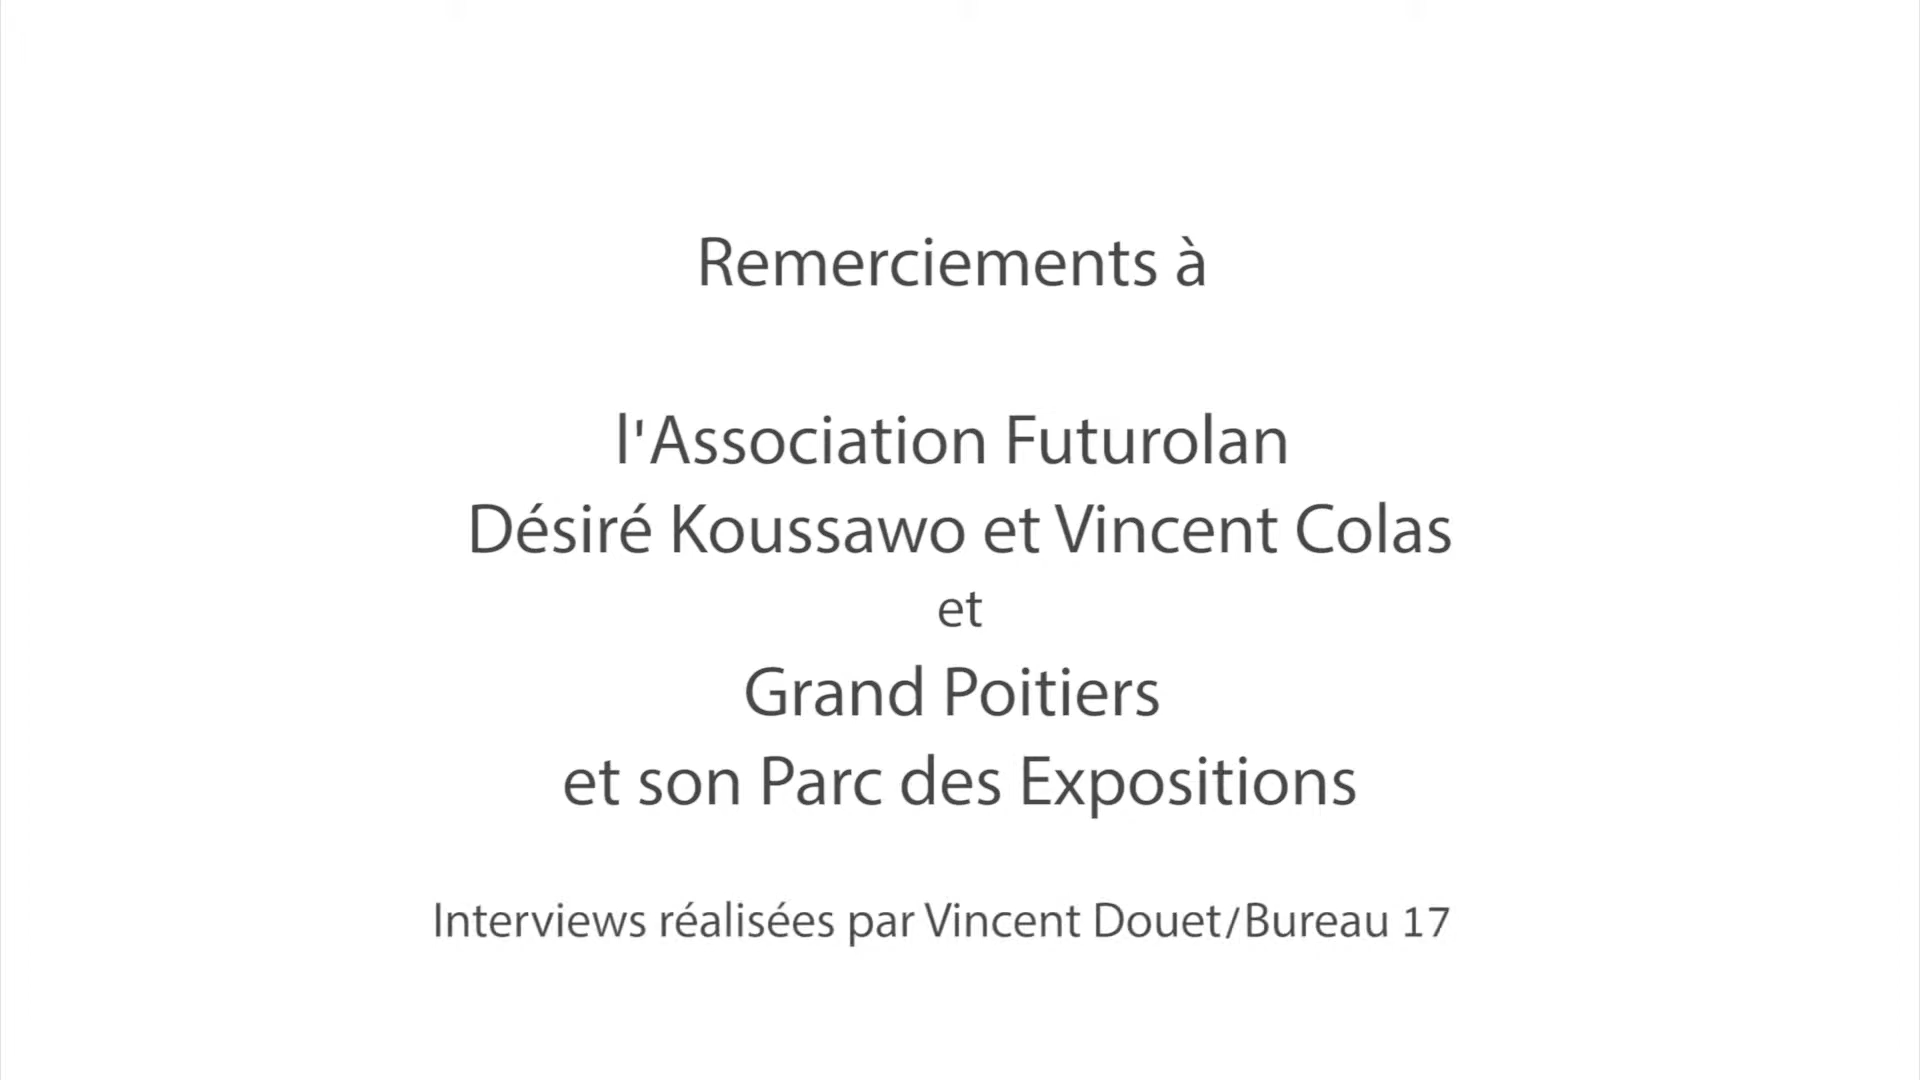 Remerciements à
l'Association Futurolan
Désiré Koussawo et Vincent Colas
et
Grand Poitiers
et son Parc des Expositions
Interviews réalisées par Vincent Douet/Bureau 17